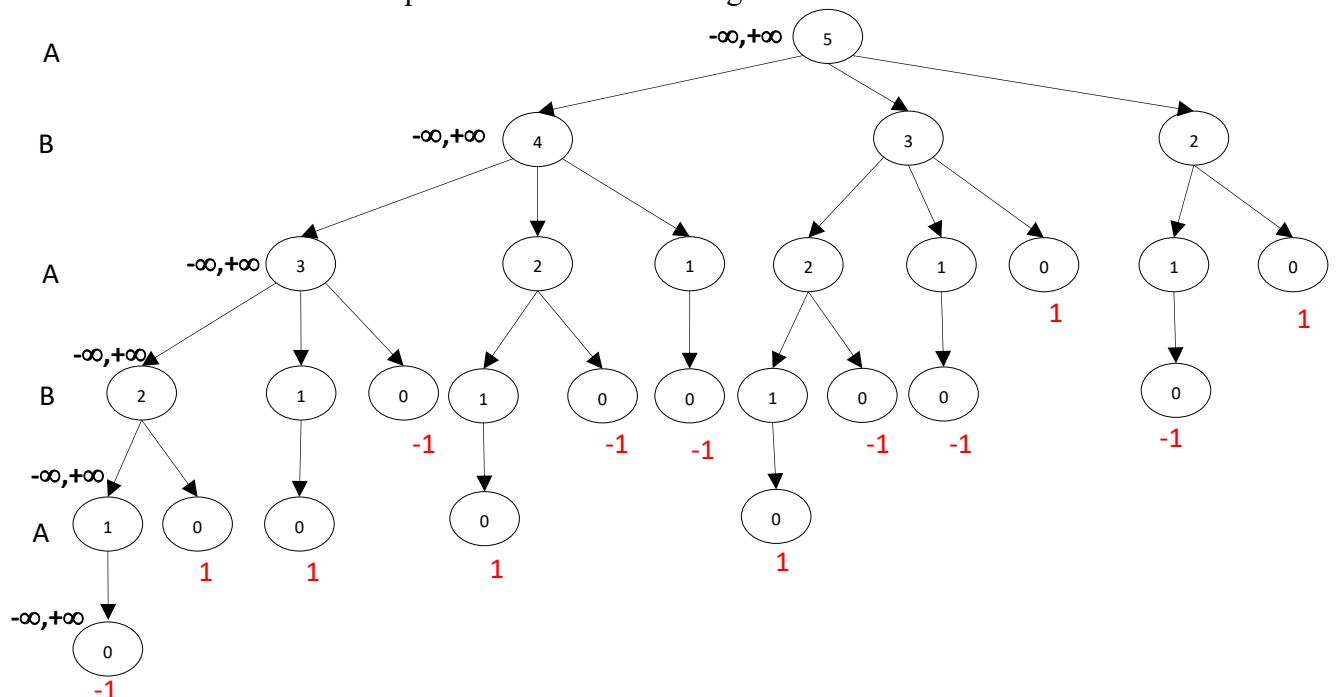 A -∞,+∞ 5
B -∞,+∞ 4 3 2
A -∞,+∞ 3 2 1 2 1 0 1 0
1 1
-∞,+∞
B 2 1 0 1 0 0 1 0 0 0
-1 -1 -1 -1 -1 -1
-∞,+∞
A 1 0 0 0 0
1 1 1 1
-∞,+∞
0
-1